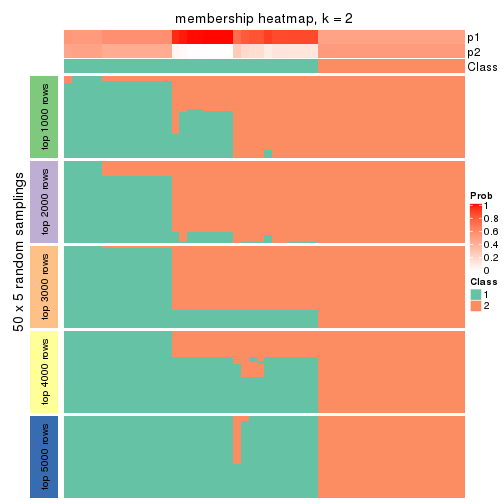 membership heatmap, k = 2
p1
p2
Class
50 x 5 random samplings
top 1000 rows
top 2000 rows
top 3000 rows
top 4000 rows
top 5000 rows
Prob
1
0.8
0.6
0.4
0.2
0
Class
1
2